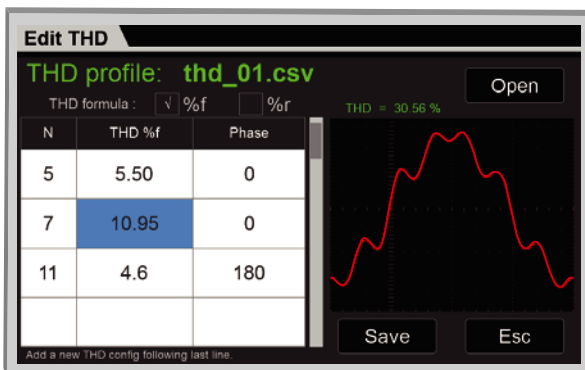 Edit THD
THD profile: thd_01.csv
Open
THD formula : √ %f %r
THD = 30.56 %
N THD %f Phase
5 5.50 0
7 10.95 0
11 4.6 180
Save Esc
Add a new THD config following last line.